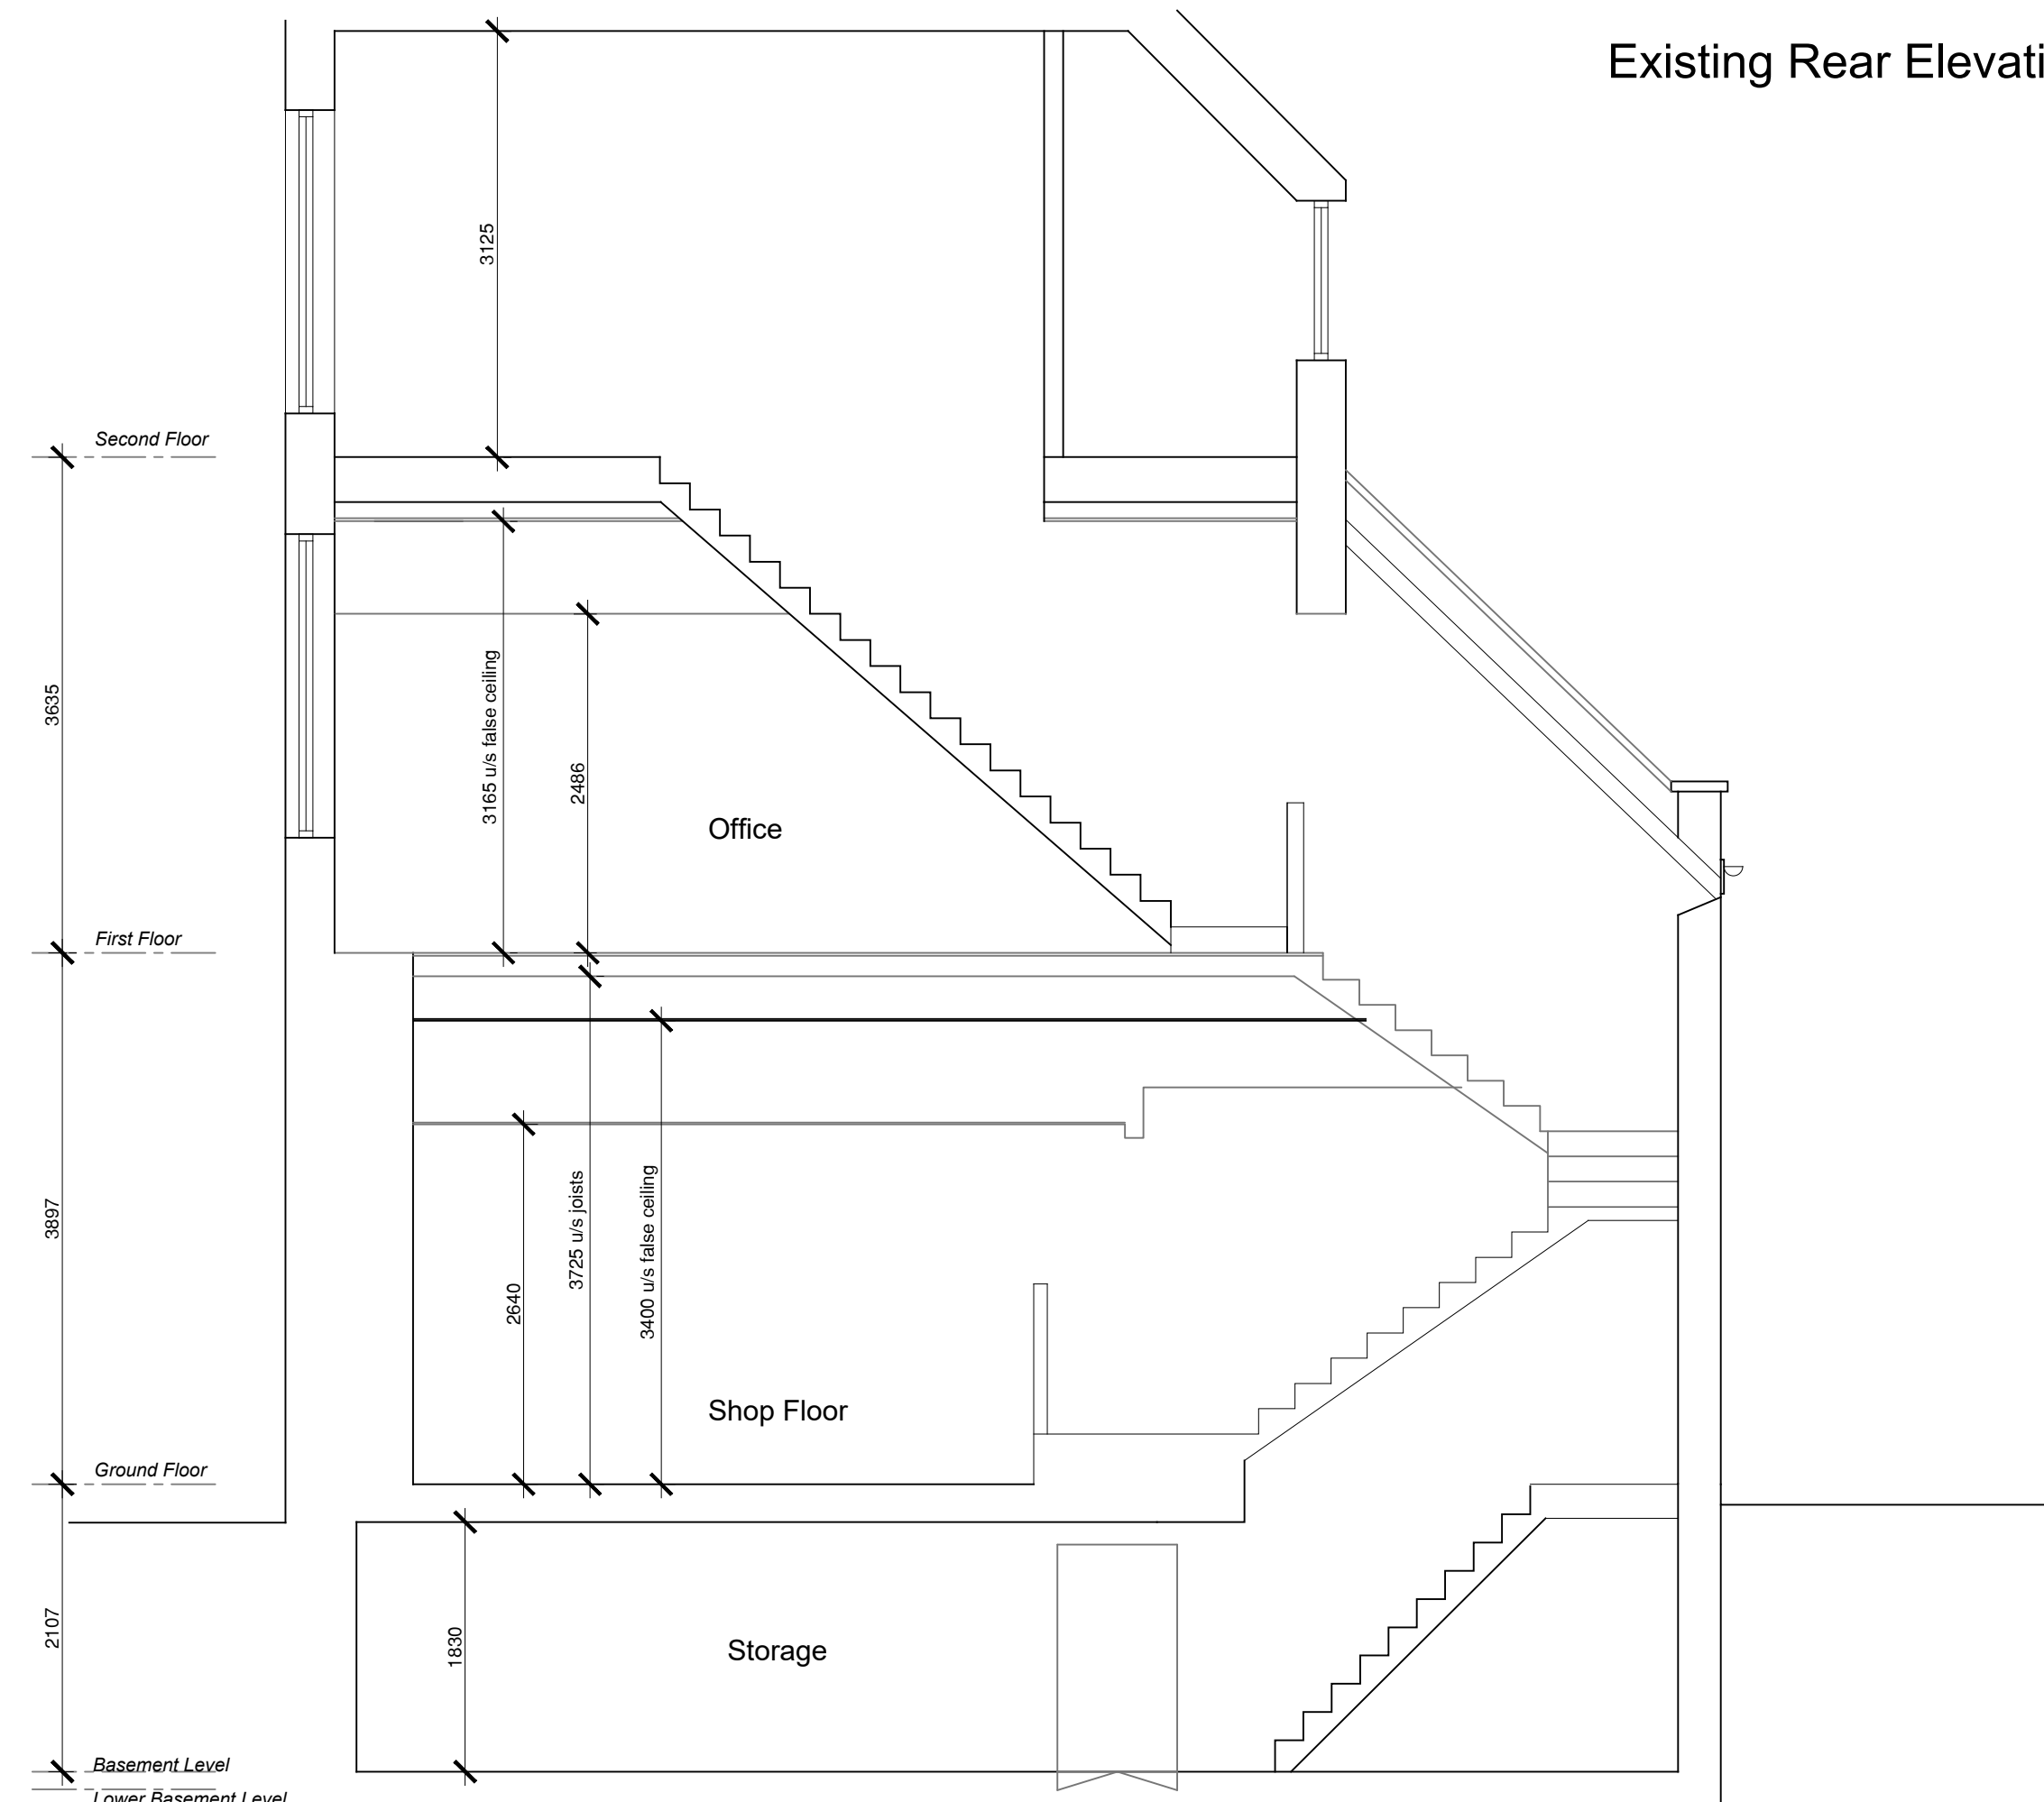 Existing Rear Elevati
3125
Second Floor
3635
3165 u/s false ceiling
2486
Office
First Floor
3897
2640
3725 u/s joists
3400 u/s false ceiling
Shop Floor
Ground Floor
2107
1830
Storage
Basement Level
Lower Basement Level